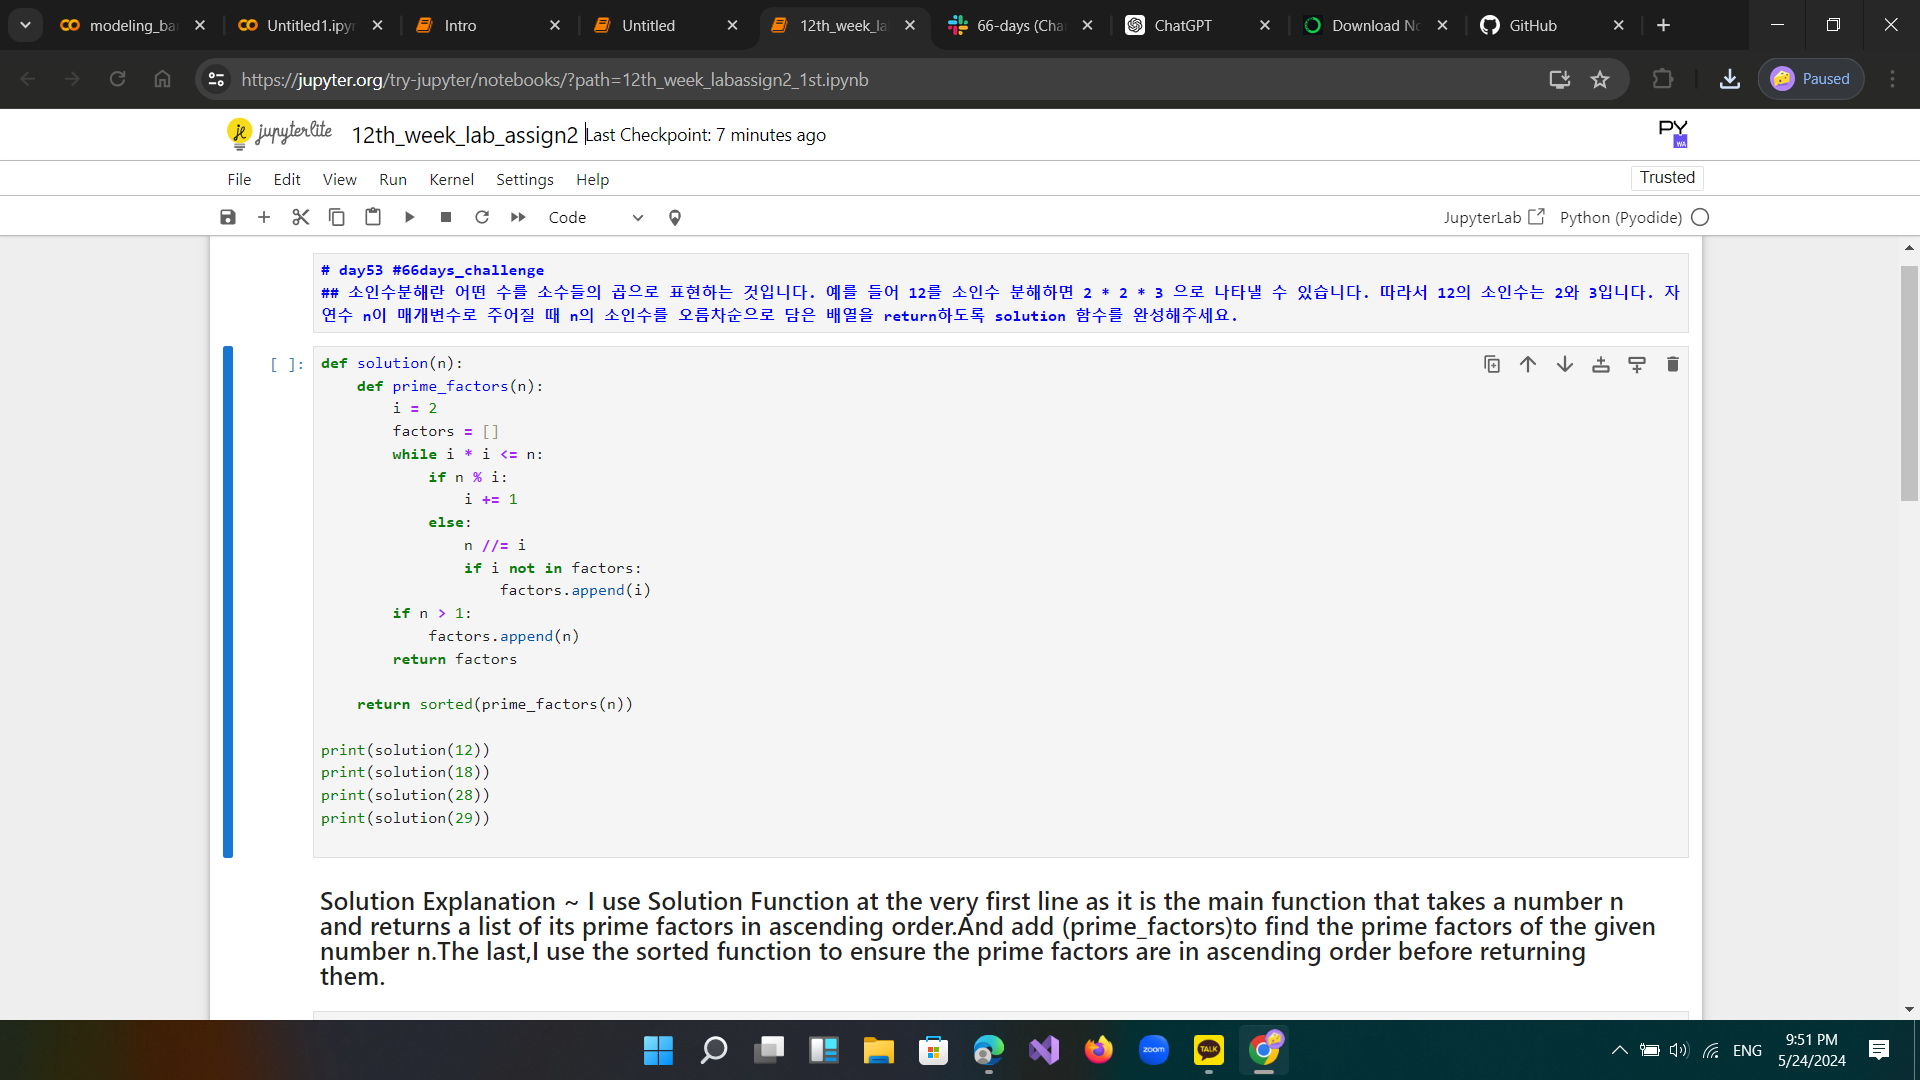 modeling_ba
Untitled1.ipyn
Intro
Untitled
12th_week_la
66-days (Cha
ChatGPT
Download No
GitHub
https://jupyter.org/try-jupyter/notebooks/?path=12th_week_labassign2_1st.ipynb
Paused
jupyterlite
12th_week_lab_assign2 Last Checkpoint: 7 minutes ago
PY
WA
File Edit View Run Kernel Settings Help
Trusted
Code
JupyterLab
Python (Pyodide)
# day53 #66days_challenge
## 소인수분해란 어떤 수를 소수들의 곱으로 표현하는 것입니다. 예를 들어 12를 소인수 분해하면 2 * 2 * 3 으로 나타낼 수 있습니다. 따라서 12의 소인수는 2와 3입니다. 자
연수 n이 매개변수로 주어질 때 n의 소인수를 오름차순으로 담은 배열을 return하도록 solution 함수를 완성해주세요.
[ ]:
def solution(n):
def prime_factors(n):
i = 2
factors = []
while i * i <= n:
if n % i:
i += 1
else:
n //= i
if i not in factors:
factors.append(i)
if n > 1:
factors.append(n)
return factors
return sorted(prime_factors(n))
print(solution(12))
print(solution(18))
print(solution(28))
print(solution(29))
Solution Explanation ~ I use Solution Function at the very first line as it is the main function that takes a number n
and returns a list of its prime factors in ascending order.And add (prime_factors)to find the prime factors of the given
number n.The last,I use the sorted function to ensure the prime factors are in ascending order before returning
them.
zoom
TALK
ENG
9:51 PM
5/24/2024